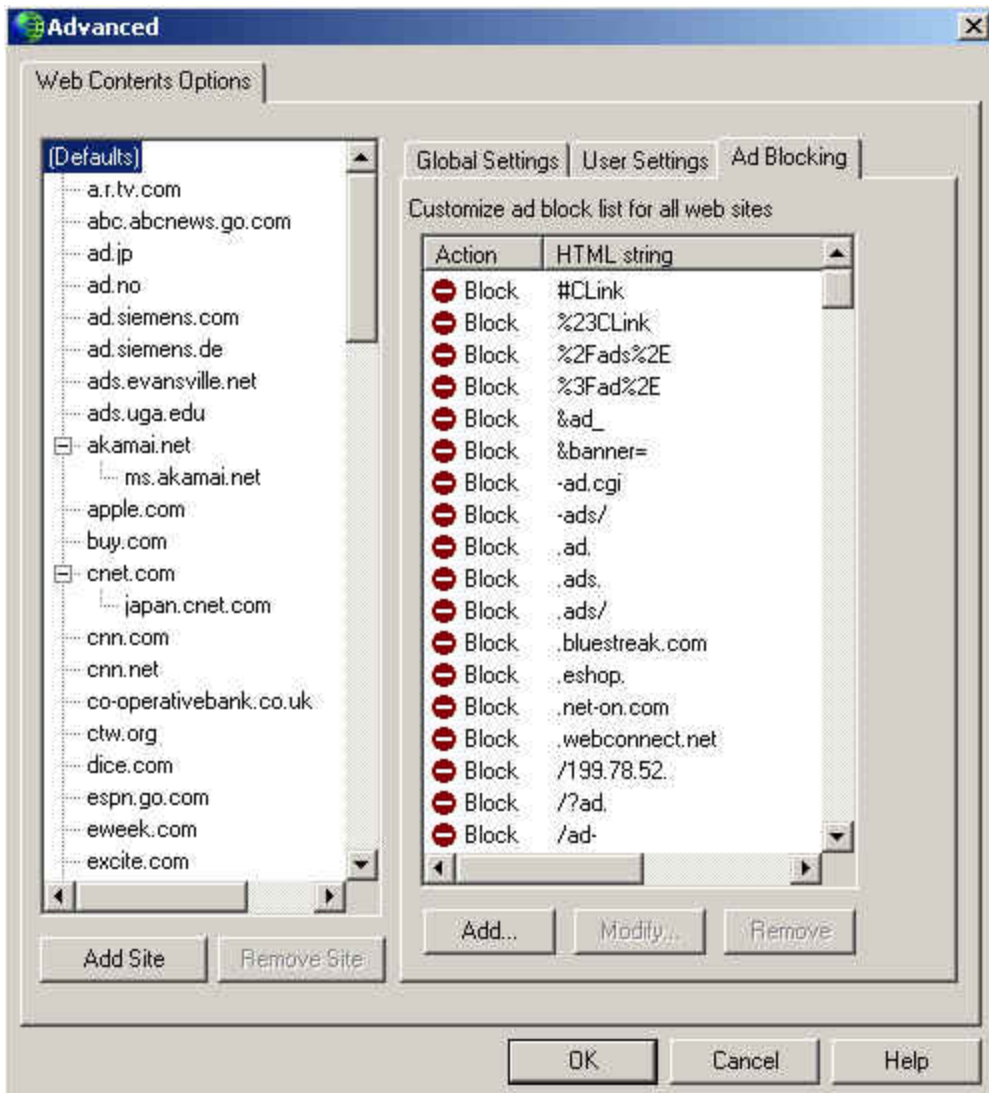 Advanced
Web Contents Options
(Defaults)
a.r.tv.com
abc.abcnews.go.com
ad.jp
ad.no
ad.siemens.com
ad.siemens.de
ads.evansville.net
ads.uga.edu
akamai.net
ms.akamai.net
apple.com
buy.com
cnet.com
japan.cnet.com
cnn.com
cnn.net
co-operativebank.co.uk
ctw.org
dice.com
espn.go.com
eweek.com
excite.com
Add Site
Remove Site
Global Settings
User Settings
Ad Blocking
Customize ad block list for all web sites
Action HTML string
Block #CLink
Block %23CLink
Block %2Fads%2E
Block %3Fad%2E
Block &ad_
Block &banner=
Block -ad.cgi
Block -ads/
Block .ad.
Block .ads.
Block .ads/
Block .bluestreak.com
Block .eshop.
Block .net-on.com
Block .webconnect.net
Block /199.78.52.
Block /?ad.
Block /ad-
Add...
Modify...
Remove
OK
Cancel
Help